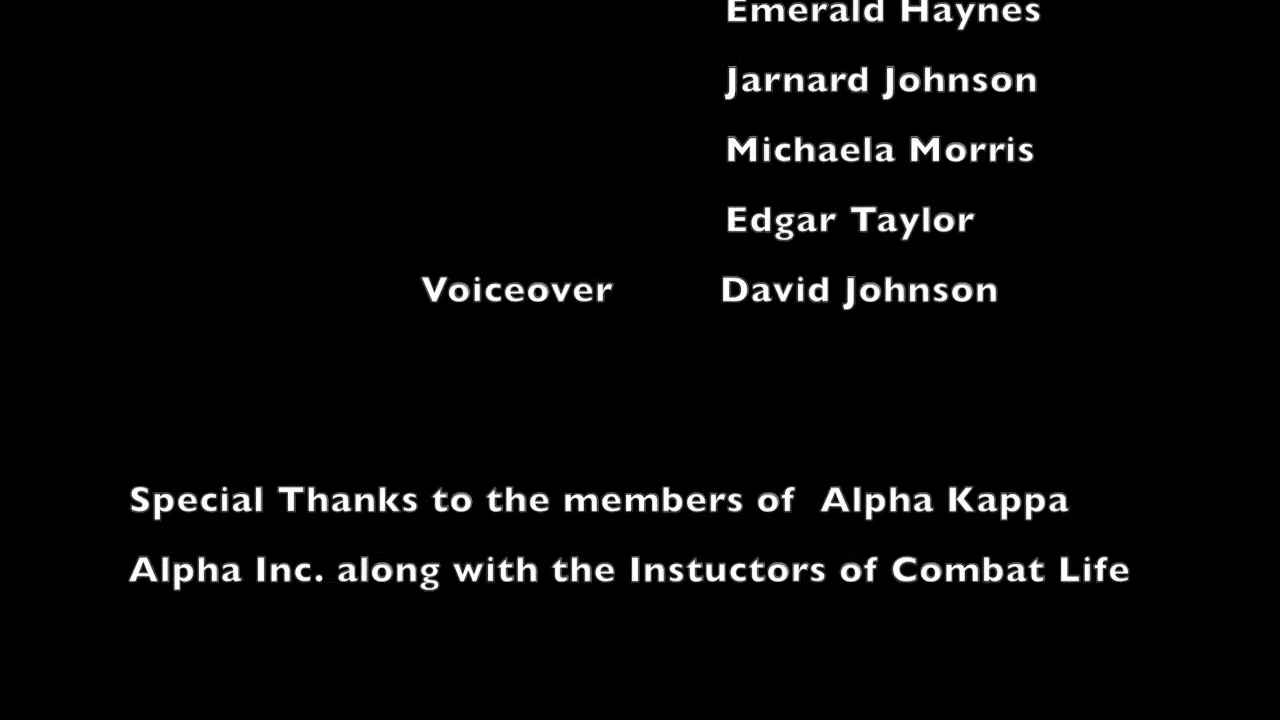 Emerald Haynes
Jarnard Johnson
Michaela Morris
Edgar Taylor
Voiceover David Johnson
Special Thanks to the members of Alpha Kappa
Alpha Inc. along with the Instuctors of Combat Life